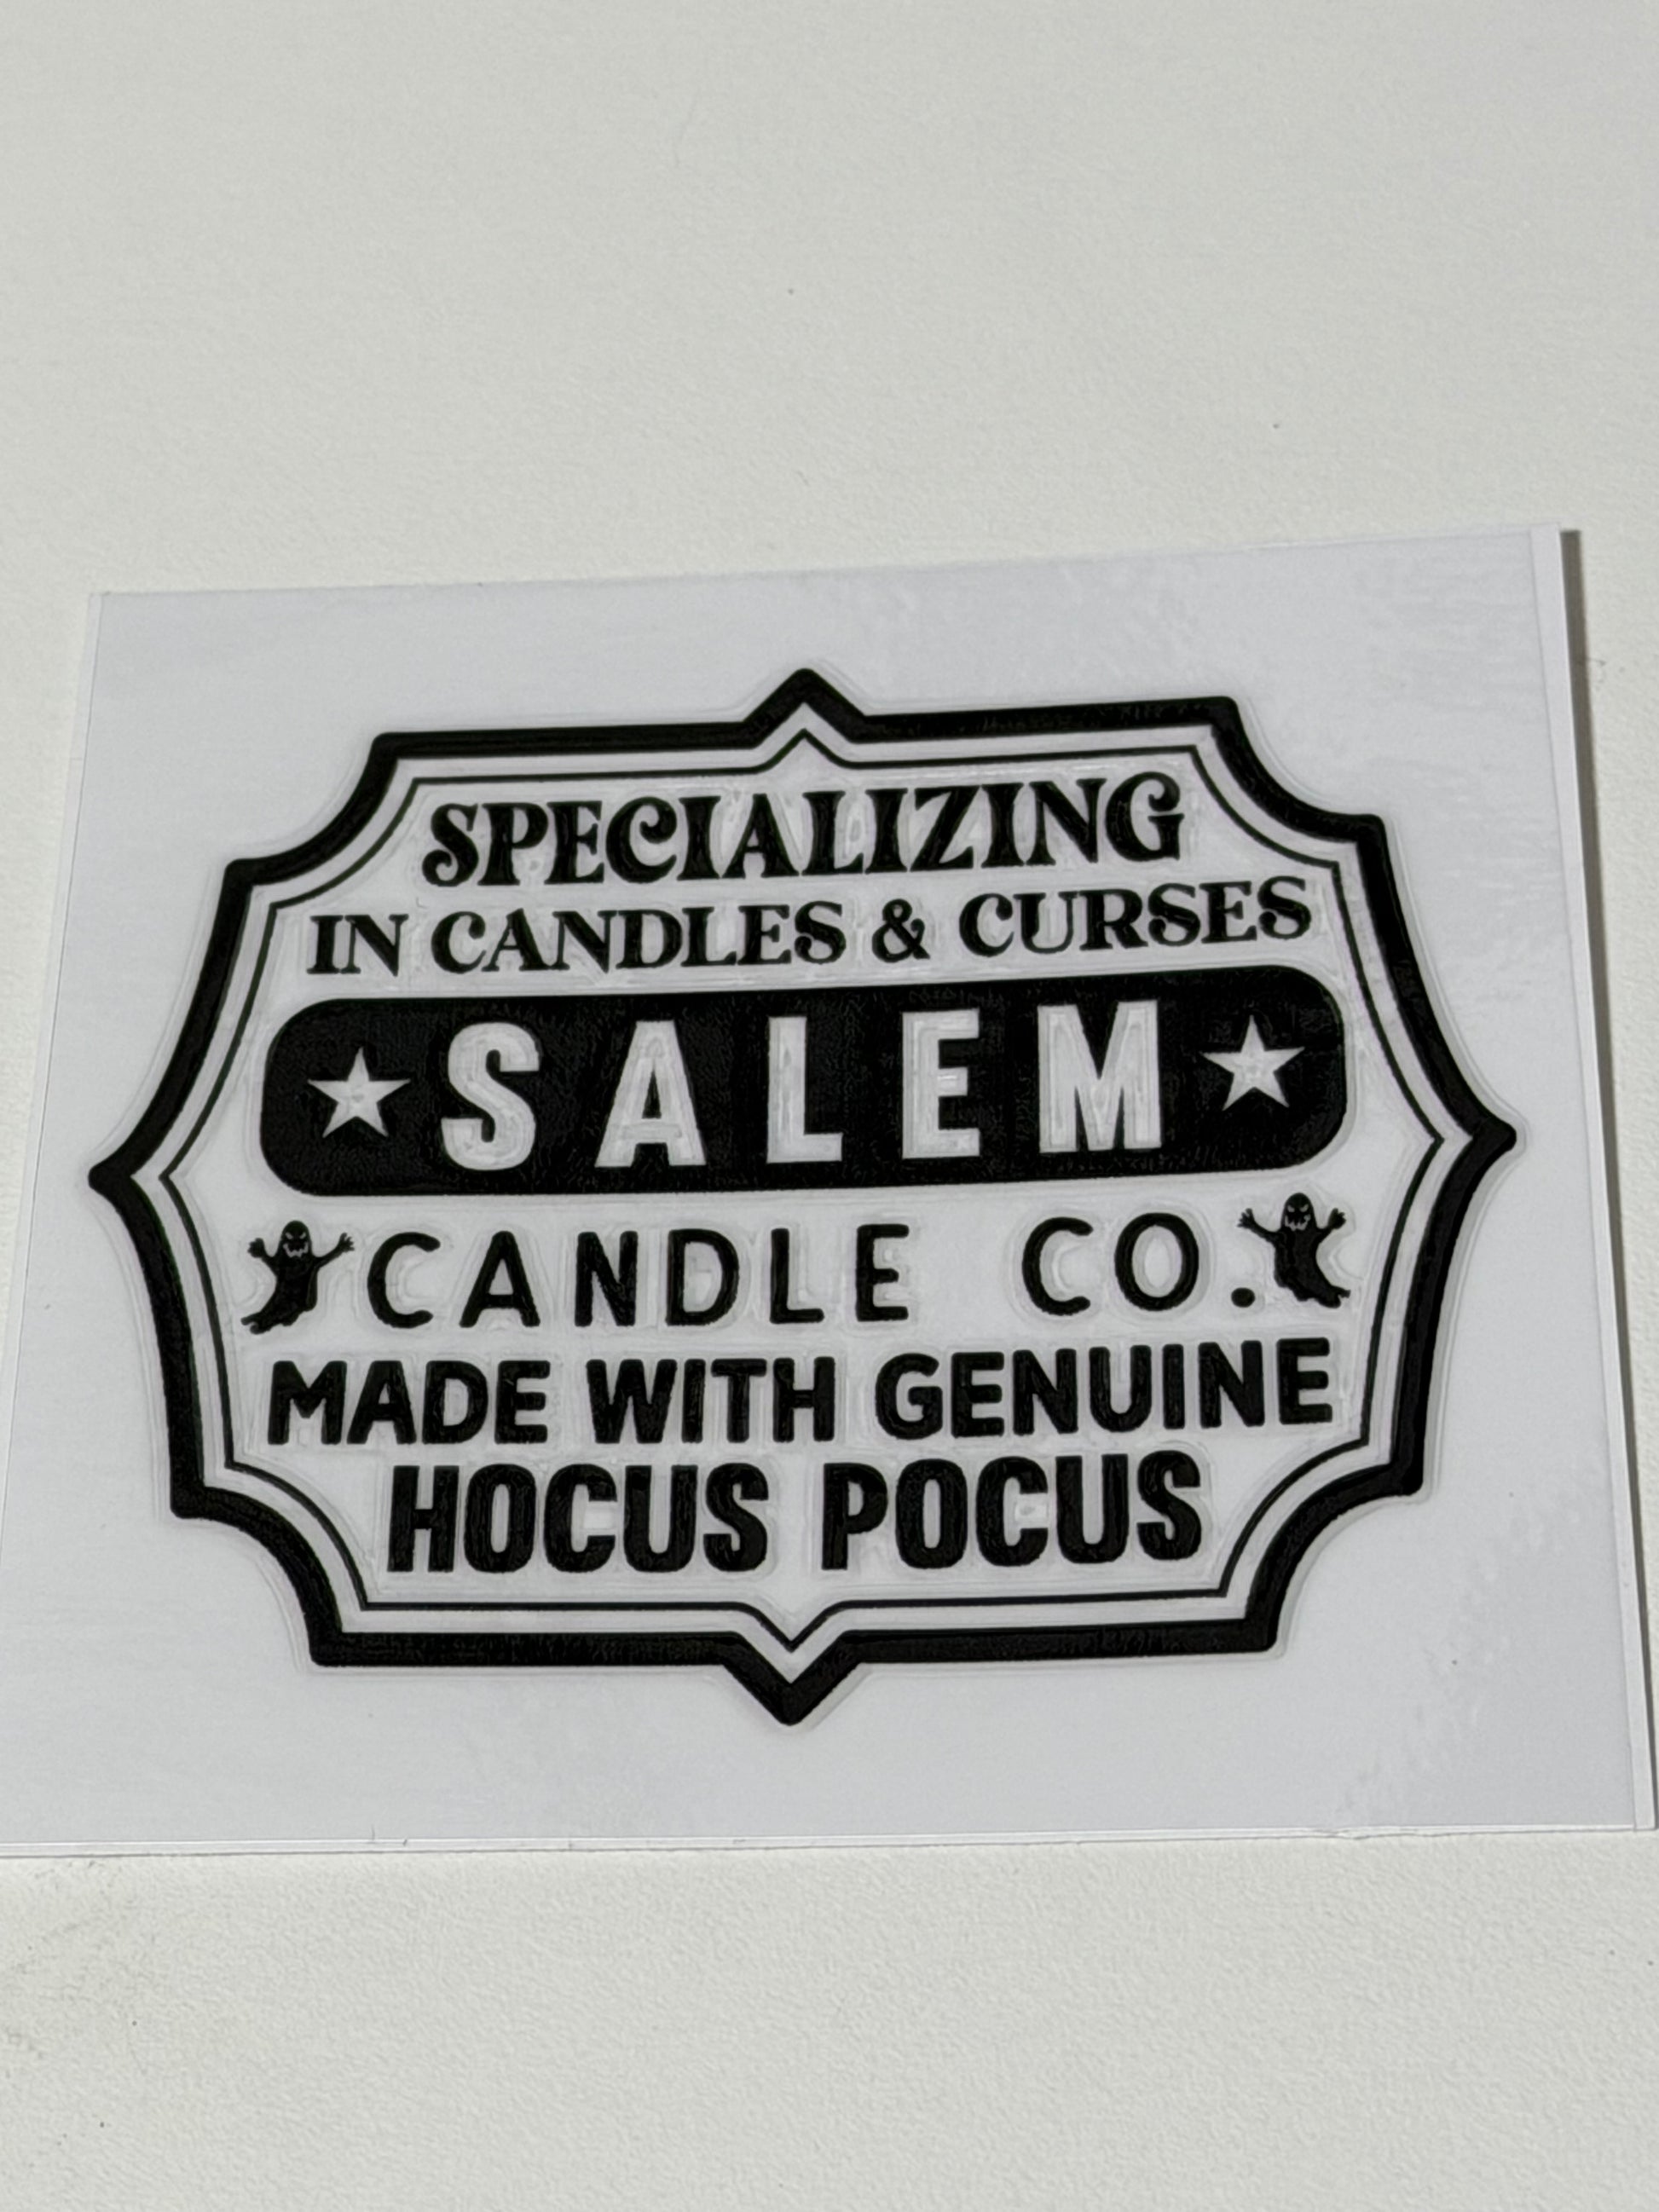 SPECIALIZING
IN CANDLES & CURSES
SALEM
CANDLE CO.
MADE WITH GENUINE
HOCUS POCUS